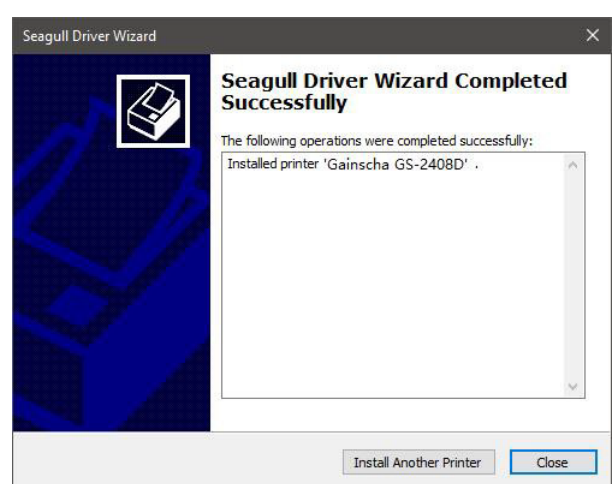 Seagull Driver Wizard
Seagull Driver Wizard Completed
Successfully
The following operations were completed successfully:
Installed printer 'Gainscha GS-2408D' .
Install Another Printer
Close